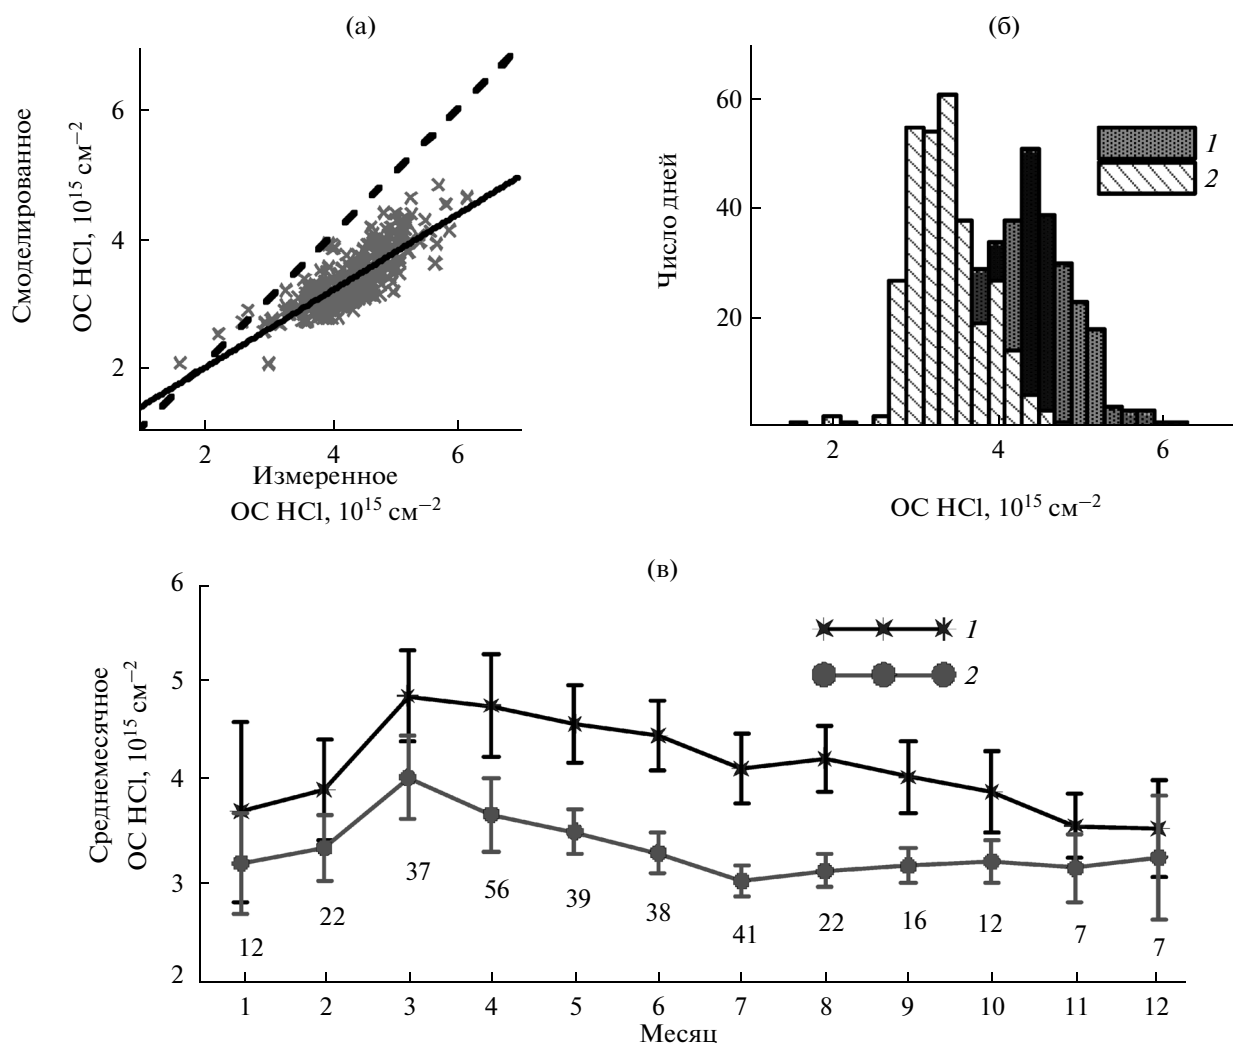 (а)
Смоделированное
ОС HCl, 10¹⁵ см⁻²
6
4
2
2
4
6
Измеренное
ОС HCl, 10¹⁵ см⁻²
(б)
Число дней
60
40
20
1
2
2
4
6
ОС HCl, 10¹⁵ см⁻²
(в)
Среднемесячное
ОС HCl, 10¹⁵ см⁻²
6
5
4
3
2
1
2
12
22
37
56
39
38
41
22
16
12
7
7
1 2 3 4 5 6 7 8 9 10 11 12
Месяц